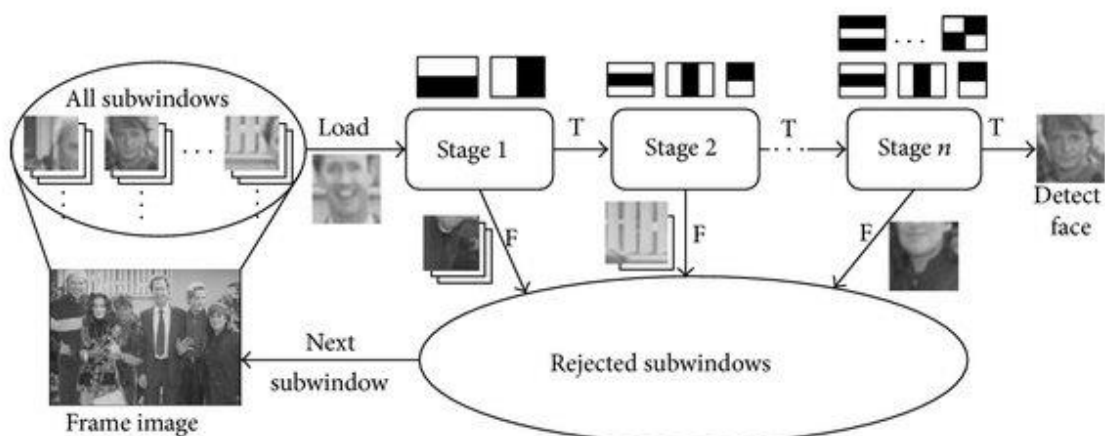 All subwindows
. . .
Load
Stage 1
T
Stage 2
T
. . .
. . .
Stage n
T
Detect
face
F
F
F
Rejected subwindows
Next
subwindow
Frame image